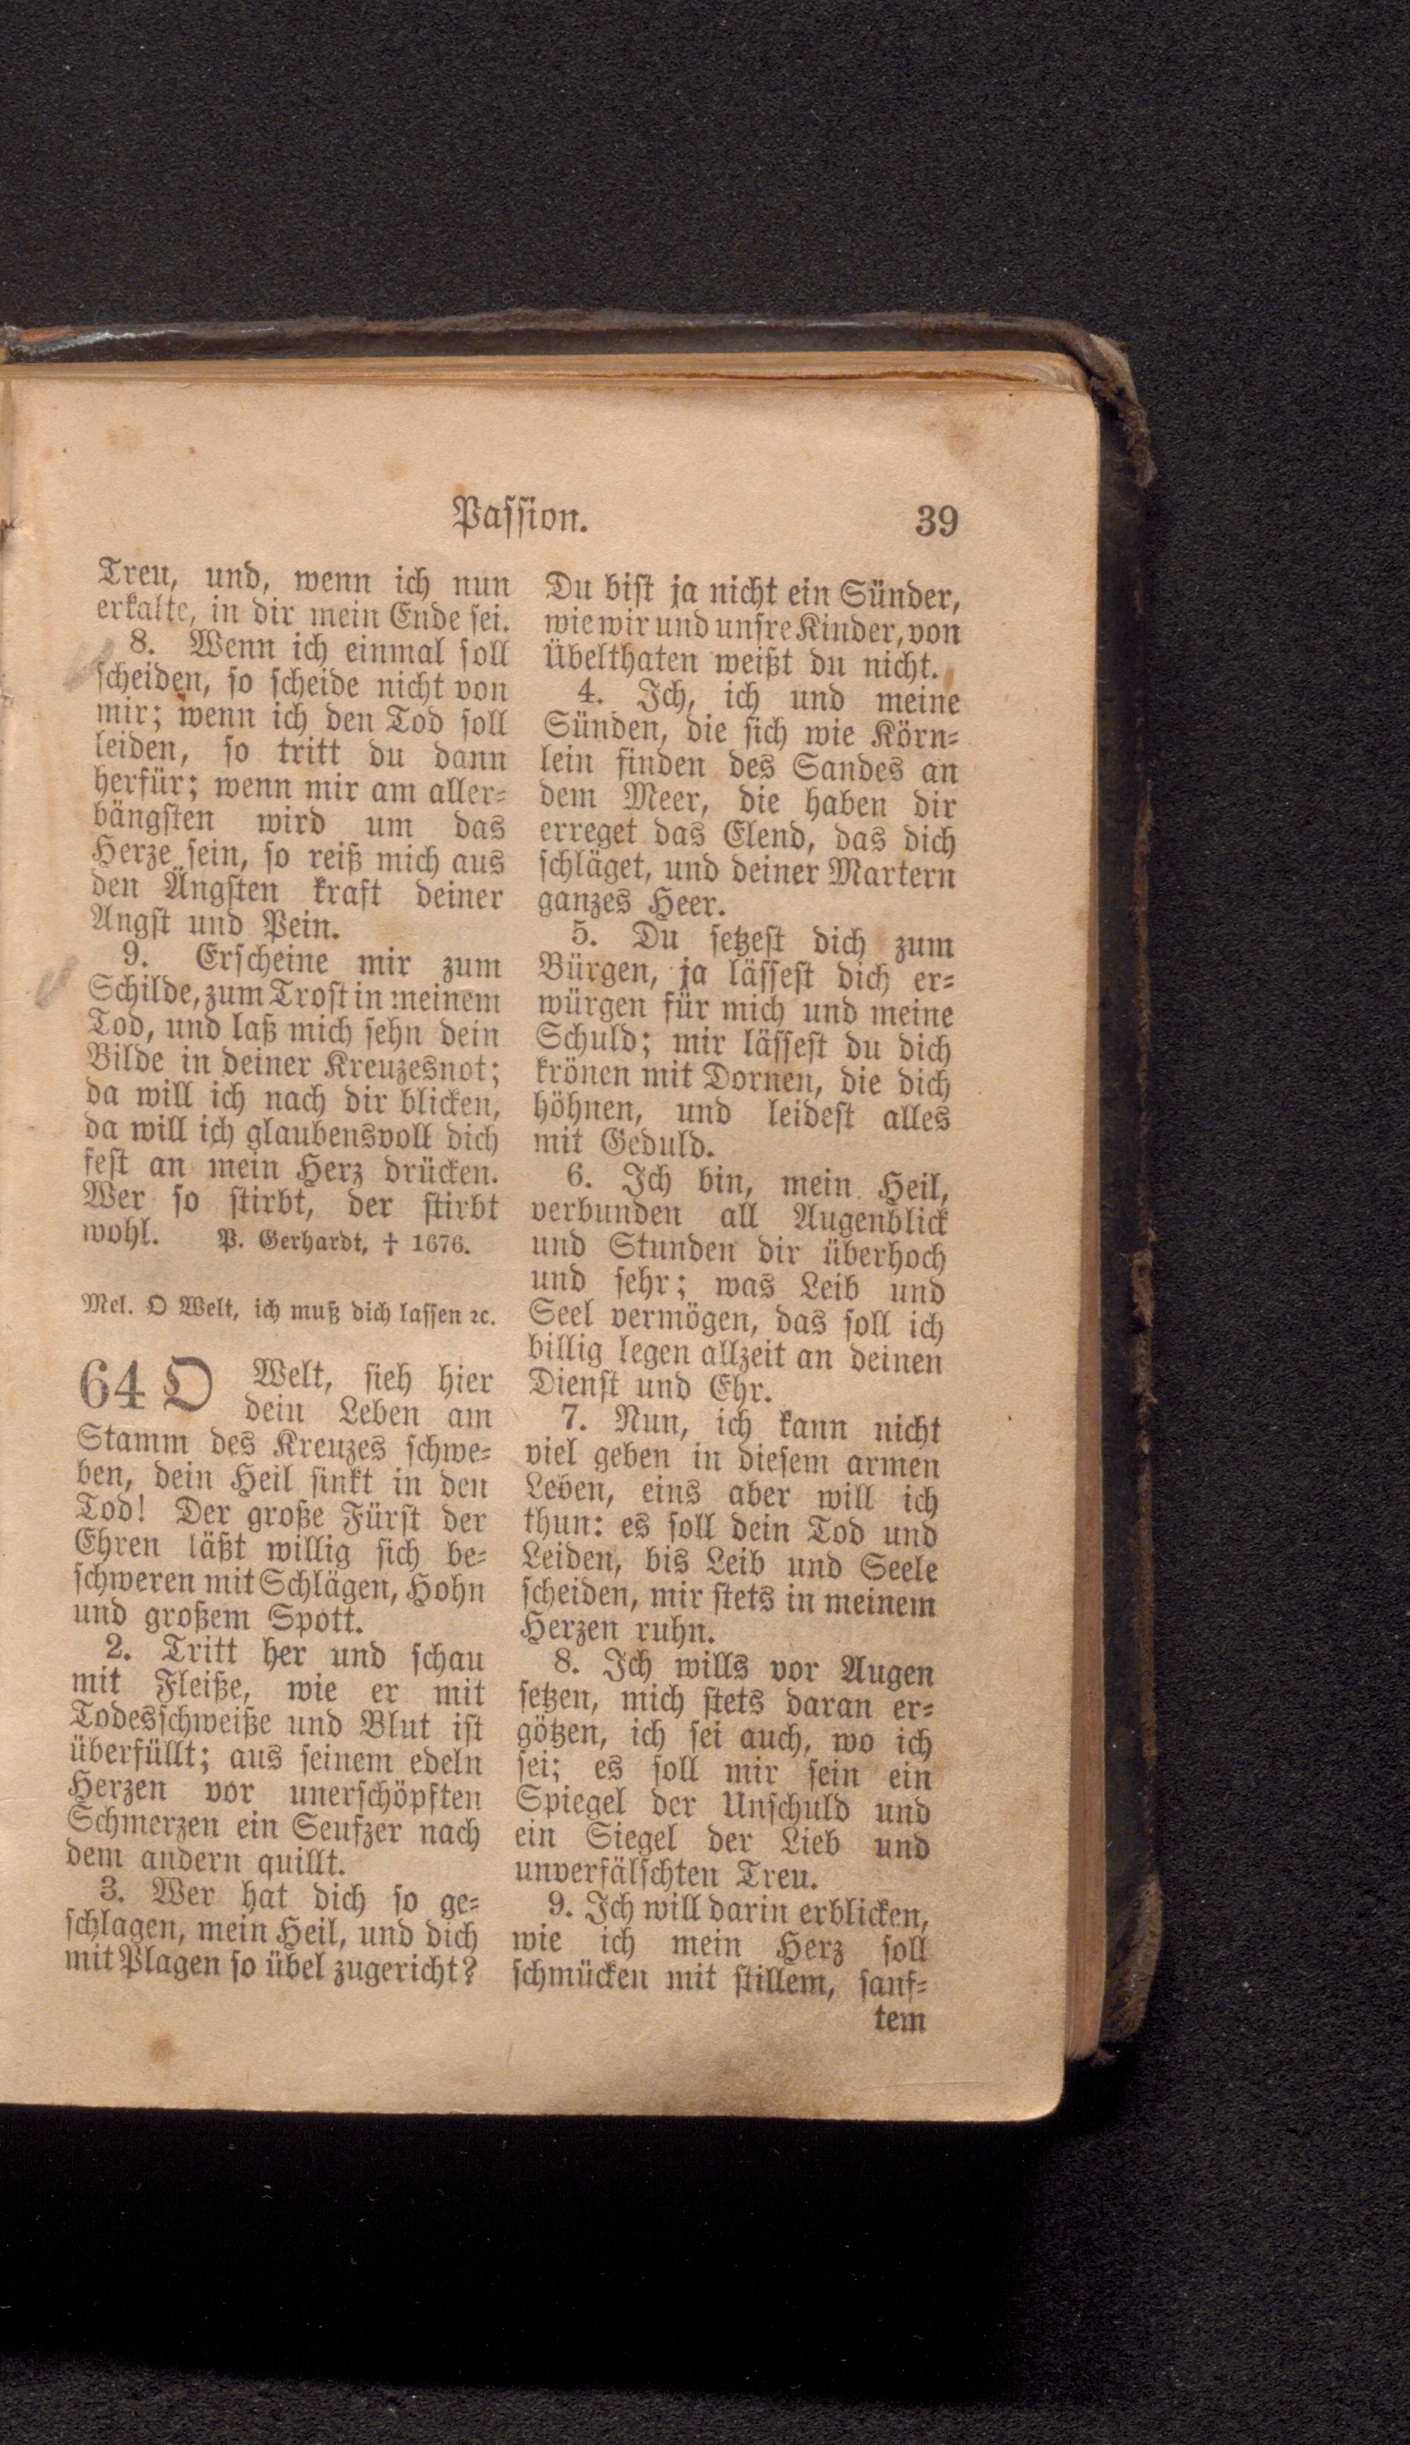 Passion.
39
Treu, und, wenn ich nun
erkalte, in dir mein Ende sei.
8. Wenn ich einmal soll
scheiden, so scheide nicht von
mir; wenn ich den Tod soll
leiden, so tritt du dann
herfür; wenn mir am aller-
bängsten wird um das
Herze sein, so reiß mich aus
den Ängsten kraft deiner
Angst und Pein.
9. Erscheine mir zum
Schilde, zum Trost in meinem
Tod, und laß mich sehn dein
Bilde in deiner Kreuzesnot;
da will ich nach dir blicken,
da will ich glaubensvoll dich
fest an mein Herz drücken.
Wer so stirbt, der stirbt
wohl. P. Gerhardt, † 1676.
Mel. O Welt, ich muß dich lassen ꝛc.
64 O Welt, sieh hier
dein Leben am
Stamm des Kreuzes schwe-
ben, dein Heil sinkt in den
Tod! Der große Fürst der
Ehren läßt willig sich be-
schweren mit Schlägen, Hohn
und großem Spott.
2. Tritt her und schau
mit Fleiße, wie er mit
Todesschweiße und Blut ist
überfüllt; aus seinem edeln
Herzen vor unerschöpften
Schmerzen ein Seufzer nach
dem andern quillt.
3. Wer hat dich so ge-
schlagen, mein Heil, und dich
mit Plagen so übel zugericht?
Du bist ja nicht ein Sünder,
wie wir und unsre Kinder, von
Übelthaten weißt du nicht.
4. Ich, ich und meine
Sünden, die sich wie Körn-
lein finden des Sandes an
dem Meer, die haben dir
erreget das Elend, das dich
schläget, und deiner Martern
ganzes Heer.
5. Du setzest dich zum
Bürgen, ja lässest dich er-
würgen für mich und meine
Schuld; mir lässest du dich
krönen mit Dornen, die dich
höhnen, und leidest alles
mit Geduld.
6. Ich bin, mein Heil,
verbunden all Augenblick
und Stunden dir überhoch
und sehr; was Leib und
Seel vermögen, das soll ich
billig legen allzeit an deinen
Dienst und Ehr.
7. Nun, ich kann nicht
viel geben in diesem armen
Leben, eins aber will ich
thun: es soll dein Tod und
Leiden, bis Leib und Seele
scheiden, mir stets in meinem
Herzen ruhn.
8. Ich wills vor Augen
setzen, mich stets daran er-
götzen, ich sei auch, wo ich
sei; es soll mir sein ein
Spiegel der Unschuld und
ein Siegel der Lieb und
unverfälschten Treu.
9. Ich will darin erblicken,
wie ich mein Herz soll
schmücken mit stillem, sanf-
tem